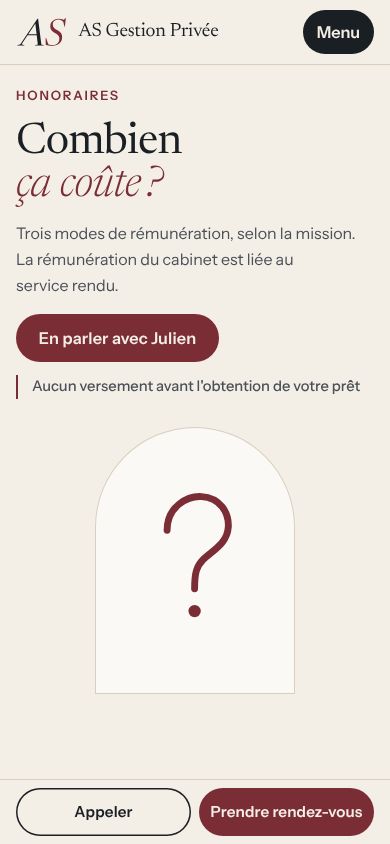 AS AS Gestion Privée
Menu
HONORAIRES
Combien
ça coûte ?
Trois modes de rémunération, selon la mission.
La rémunération du cabinet est liée au
service rendu.
En parler avec Julien
Aucun versement avant l'obtention de votre prêt
?
Appeler
Prendre rendez-vous